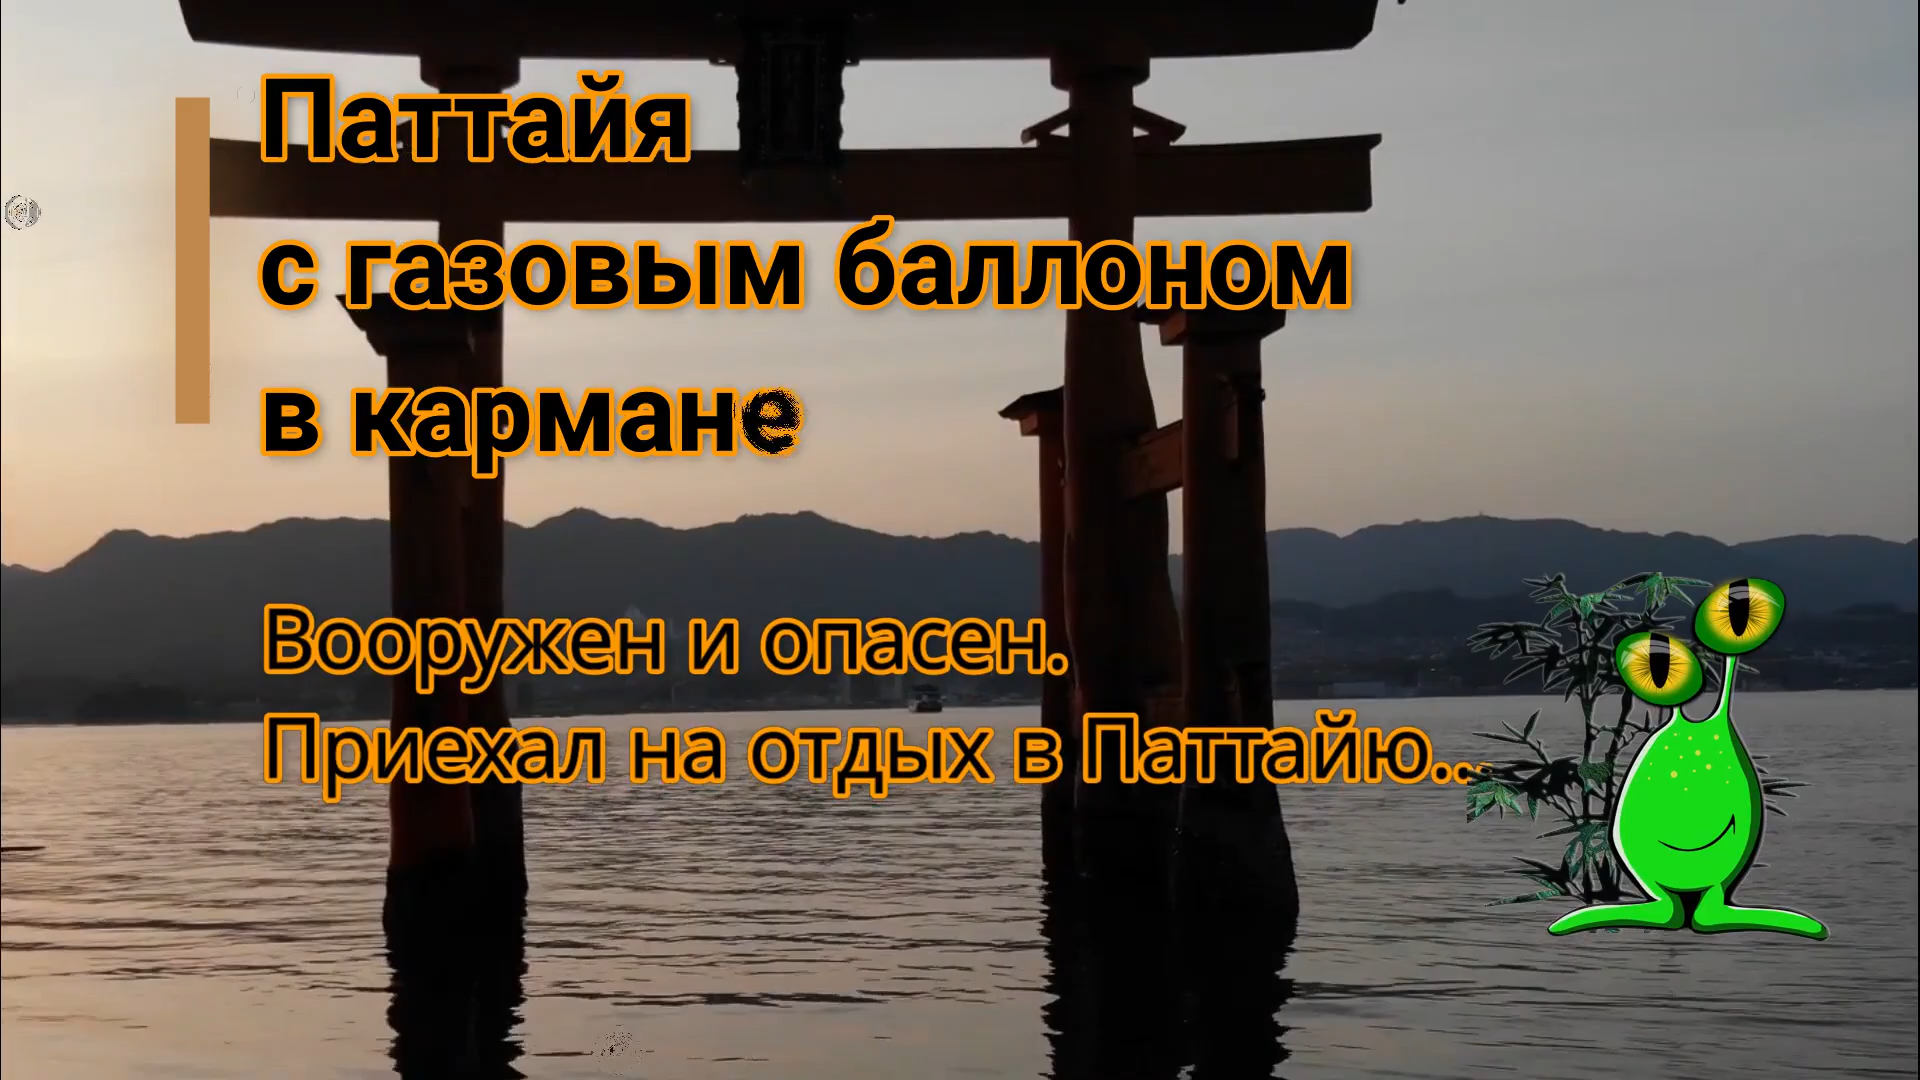 Паттайя
с газовым баллоном
в кармане
Вооружен и опасен.
Приехал на отдых в Паттайю...